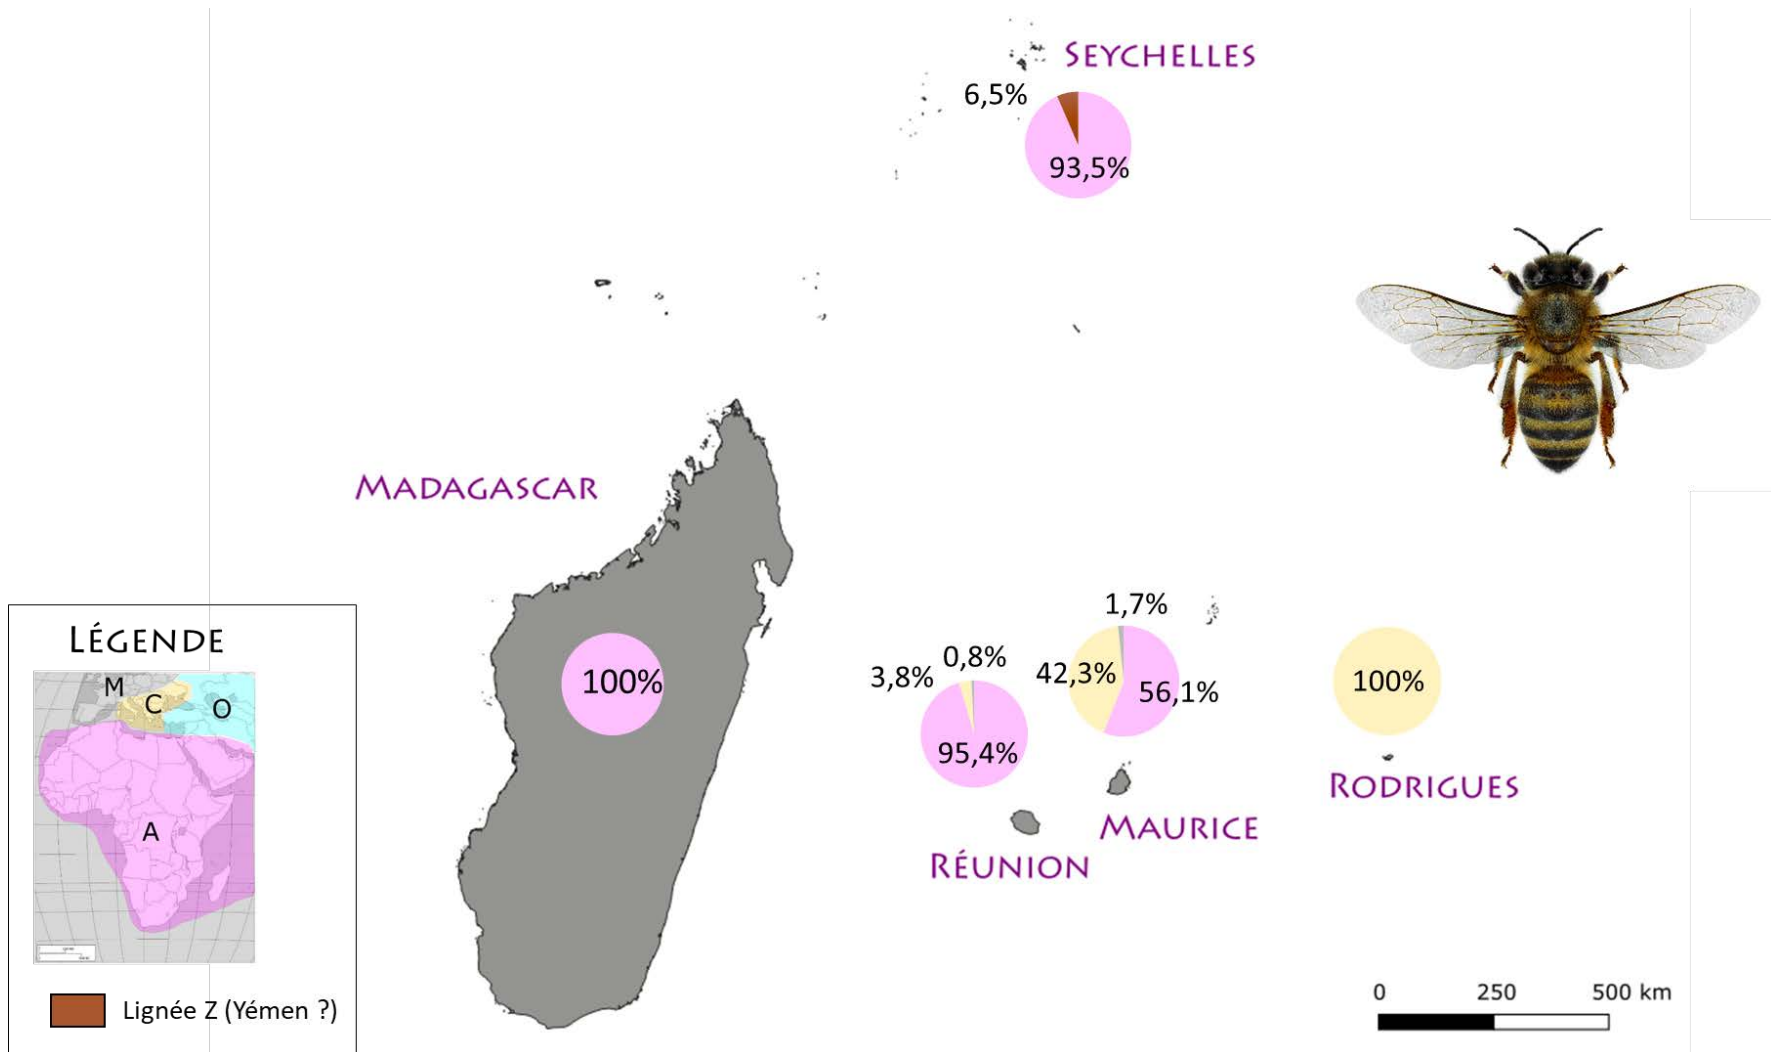 SEYCHELLES
6,5%
93,5%
MADAGASCAR
100%
1,7%
0,8%
3,8%
42,3%
56,1%
95,4%
100%
RODRIGUES
MAURICE
RÉUNION
LÉGENDE
M
C
O
A
Lignée Z (Yémen ?)
0 250 500 km